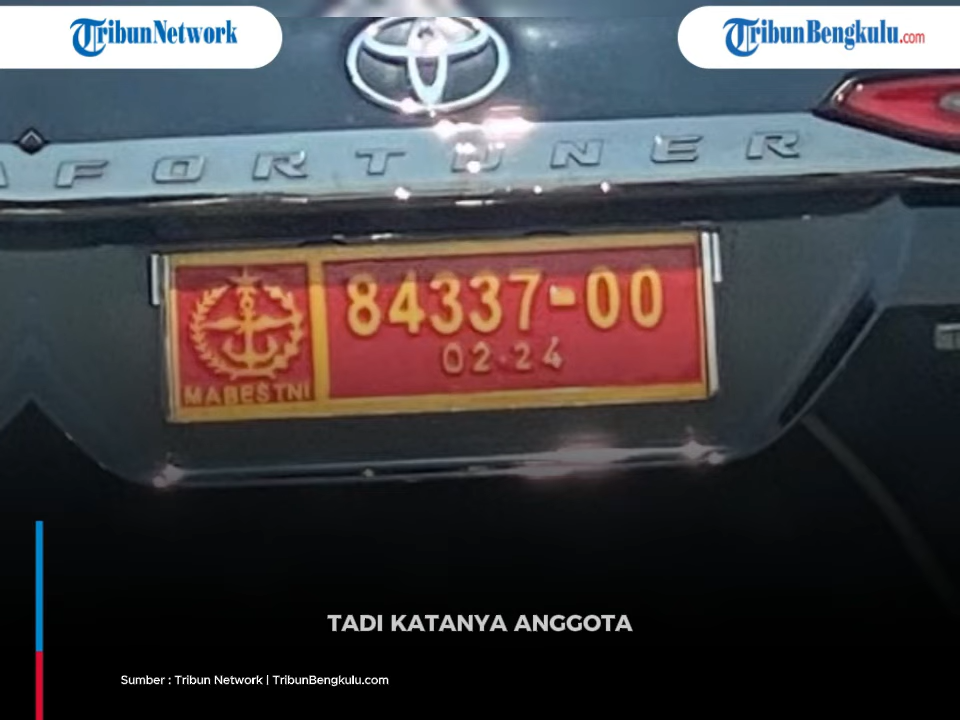 TribunNetwork
TribunBengkulu.com
FORTUNER
84337-00
02·24
MABESTNI
TADI KATANYA ANGGOTA
Sumber : Tribun Network | TribunBengkulu.com